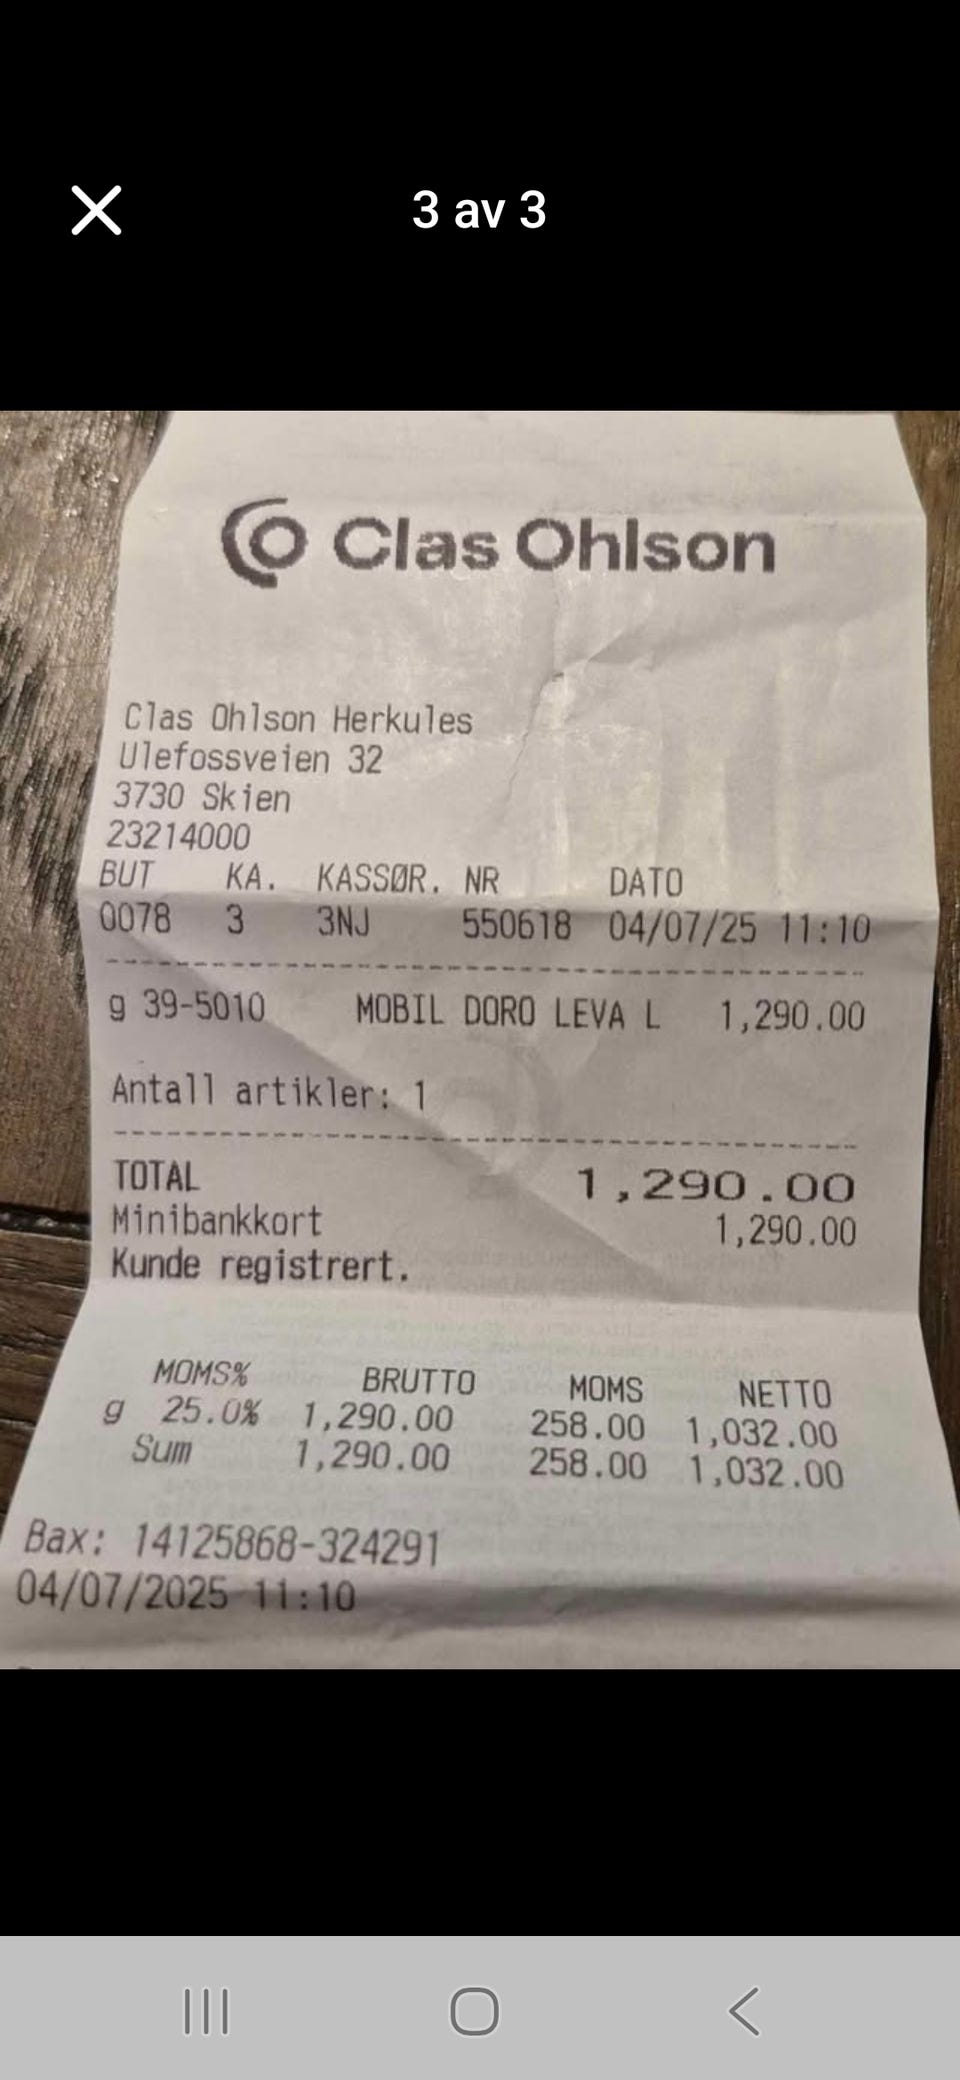 3 av 3
Clas Ohlson
Clas Ohlson Herkules
Ulefossveien 32
3730 Skien
23214000
BUT KA. KASSØR. NR DATO
0078 3 3NJ 550618 04/07/25 11:10
g 39-5010 MOBIL DORO LEVA L 1,290.00
Antall artikler: 1
TOTAL 1,290.00
Minibankkort 1,290.00
Kunde registrert.
MOMS% BRUTTO MOMS NETTO
g 25.0% 1,290.00 258.00 1,032.00
Sum 1,290.00 258.00 1,032.00
Bax: 14125868-324291
04/07/2025 11:10